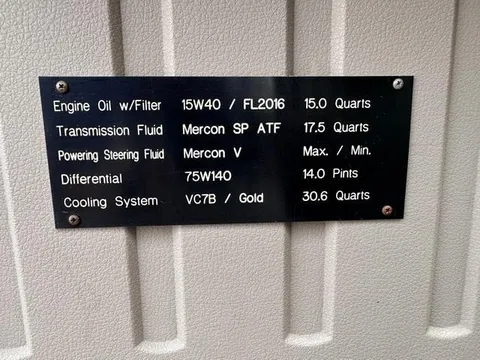 Engine Oil w/Filter 15W40 / FL2016 15.0 Quarts
Transmission Fluid Mercon SP ATF 17.5 Quarts
Powering Steering Fluid Mercon V Max. / Min.
Differential 75W140 14.0 Pints
Cooling System VC7B / Gold 30.6 Quarts